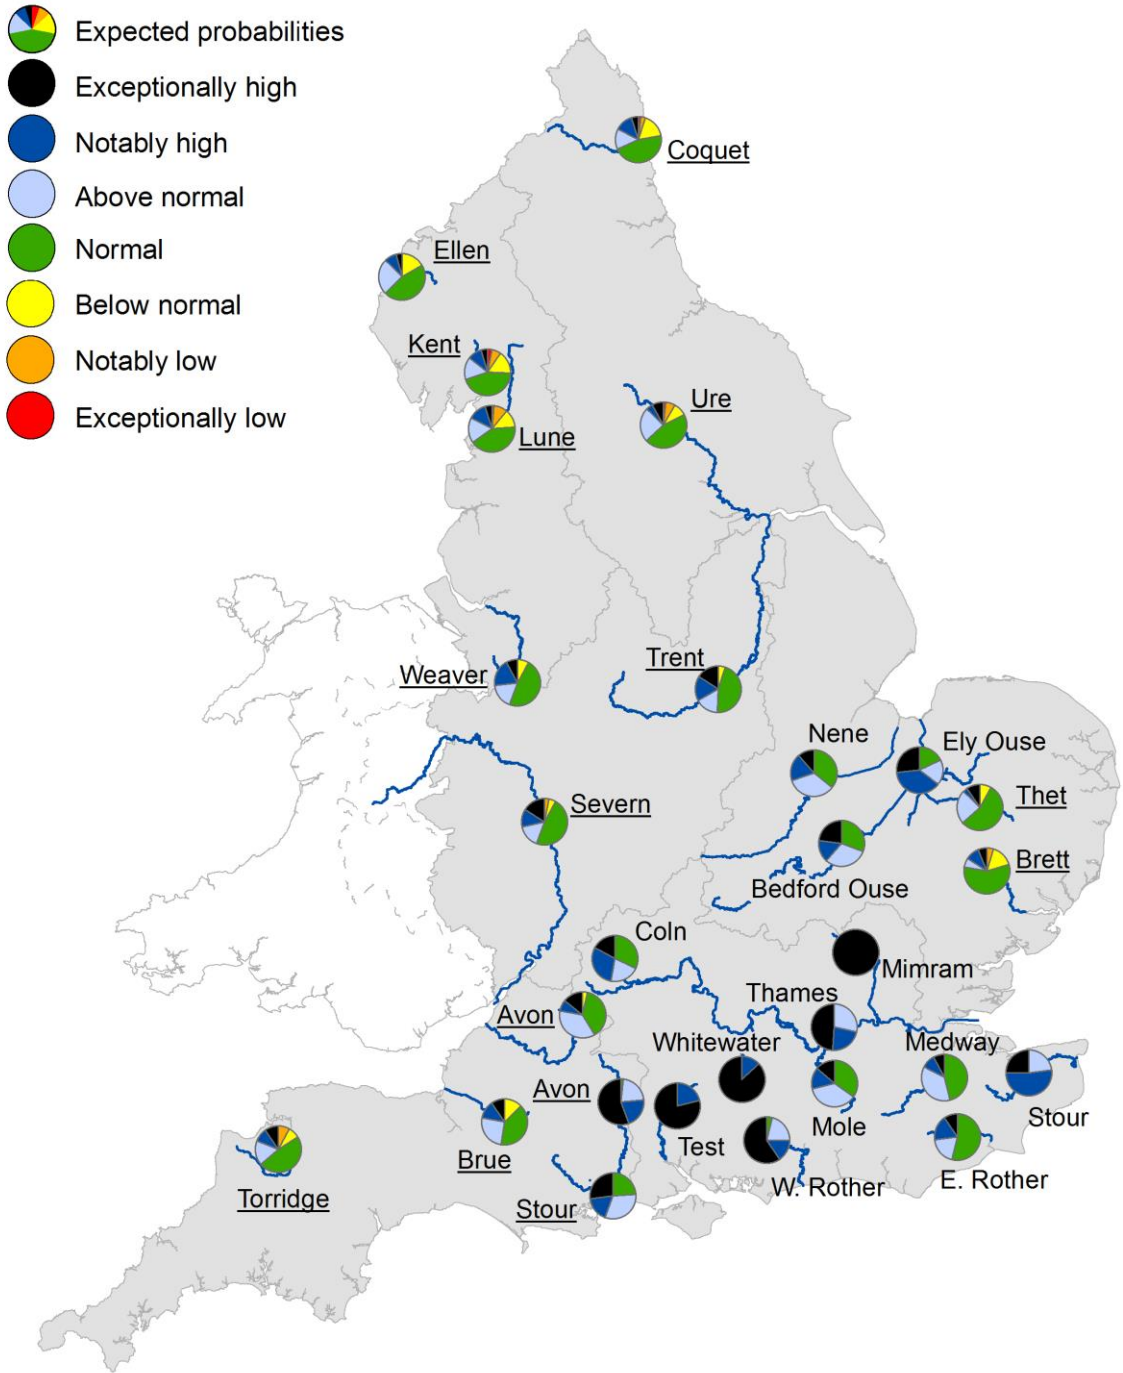 Expected probabilities
Exceptionally high
Notably high
Above normal
Normal
Below normal
Notably low
Exceptionally low
Coquet
Ellen
Kent
Ure
Lune
Trent
Weaver
Nene
Ely Ouse
Thet
Severn
Brett
Bedford Ouse
Coln
Mimram
Thames
Avon
Whitewater
Medway
Avon
Stour
Mole
Test
Brue
E. Rother
W. Rother
Torridge
Stour